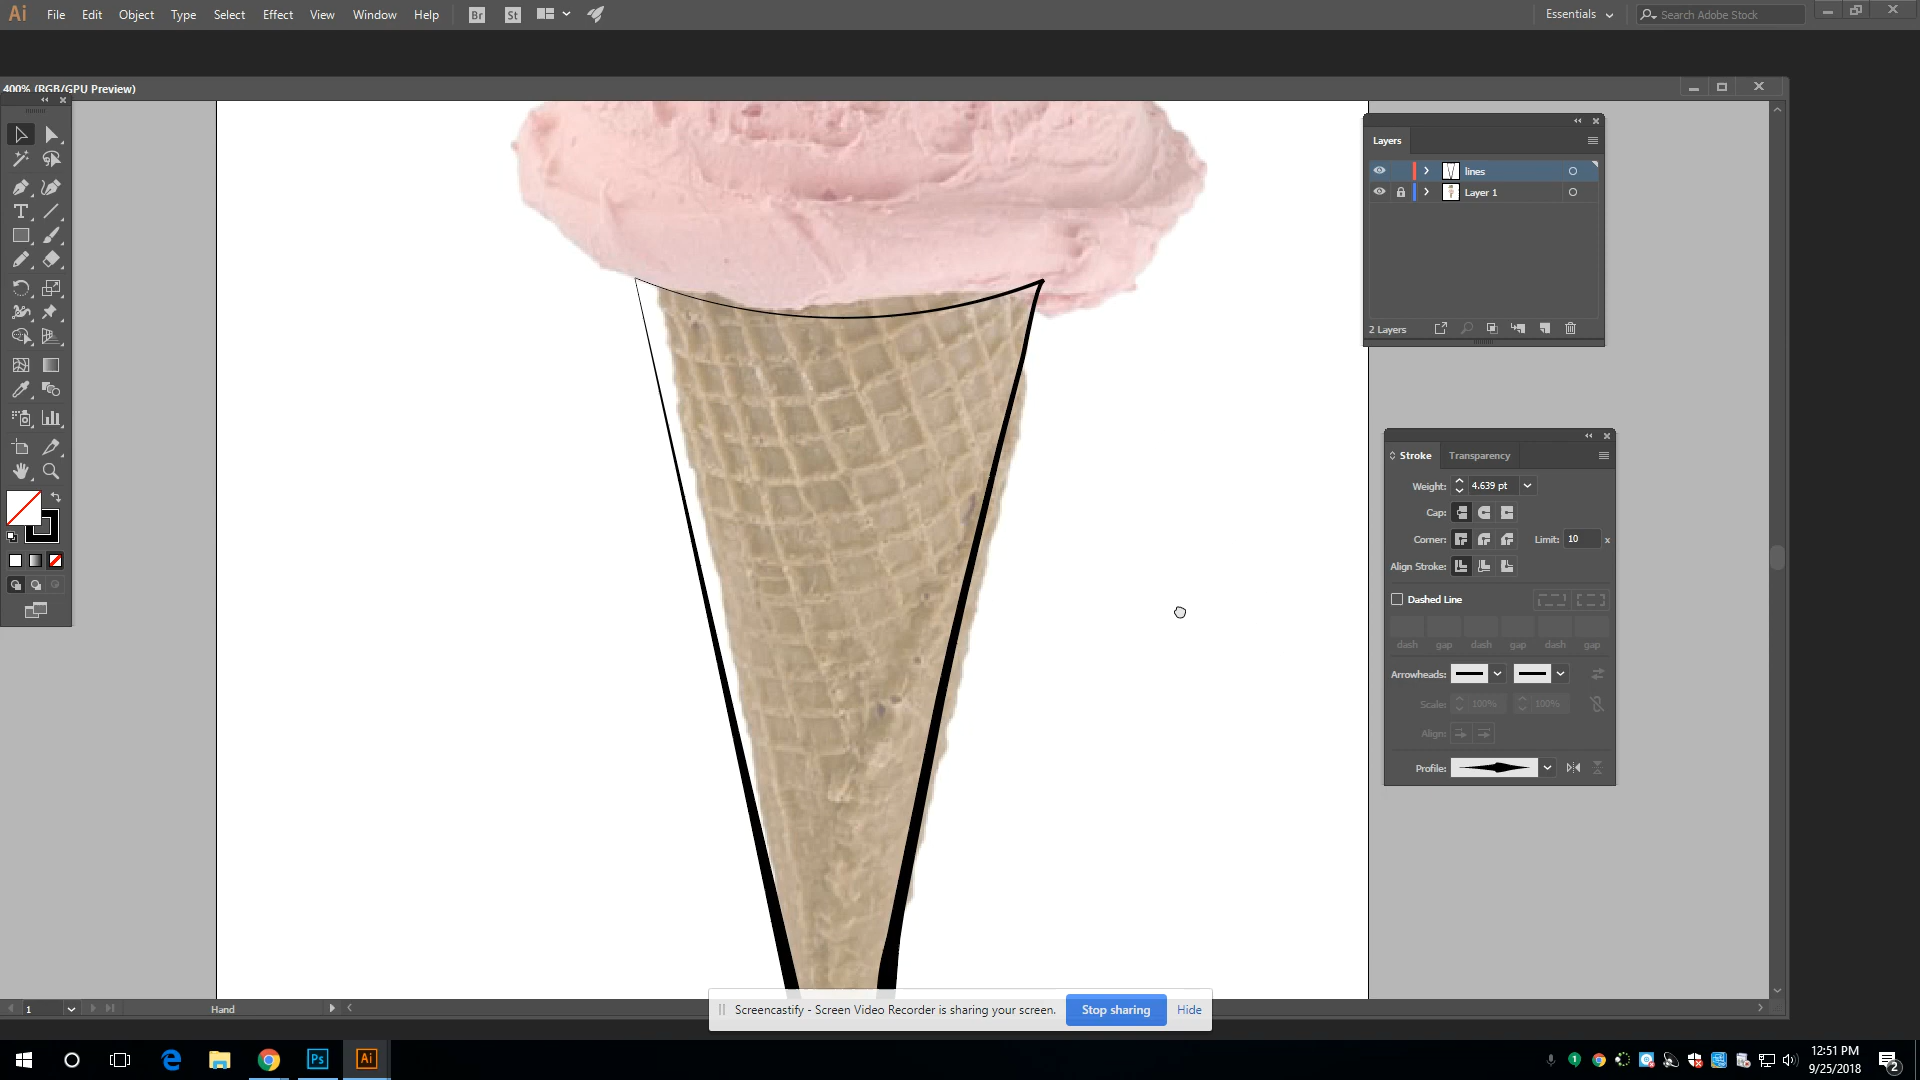 Ai File Edit Object Type Select Effect View Window Help Br St Essentials Search Adobe Stock
400% (RGB/GPU Preview)
Layers
lines
Layer 1
2 Layers
Stroke Transparency
Weight: 4.639 pt
Cap:
Corner: Limit: 10 x
Align Stroke:
Dashed Line
dash gap dash gap dash gap
Arrowheads:
Scale: 100% 100%
Align:
Profile:
1 Hand
Screencastify - Screen Video Recorder is sharing your screen. Stop sharing Hide
Ps Ai
12:51 PM
9/25/2018
2